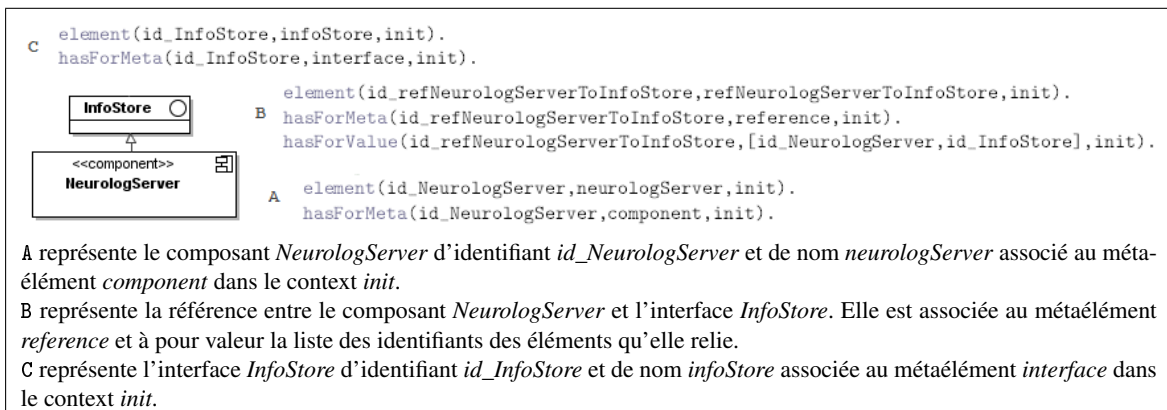 C element(id_InfoStore,infoStore,init).
hasForMeta(id_InfoStore,interface,init).
InfoStore
<<component>>
NeurologServer
B element(id_refNeurologServerToInfoStore,refNeurologServerToInfoStore,init).
hasForMeta(id_refNeurologServerToInfoStore,reference,init).
hasForValue(id_refNeurologServerToInfoStore,[id_NeurologServer,id_InfoStore],init).
A element(id_NeurologServer,neurologServer,init).
hasForMeta(id_NeurologServer,component,init).
A représente le composant NeurologServer d'identifiant id_NeurologServer et de nom neurologServer associé au méta-
élément component dans le context init.
B représente la référence entre le composant NeurologServer et l'interface InfoStore. Elle est associée au métaélément
reference et à pour valeur la liste des identifiants des éléments qu'elle relie.
C représente l'interface InfoStore d'identifiant id_InfoStore et de nom infoStore associée au métaélément interface dans
le context init.